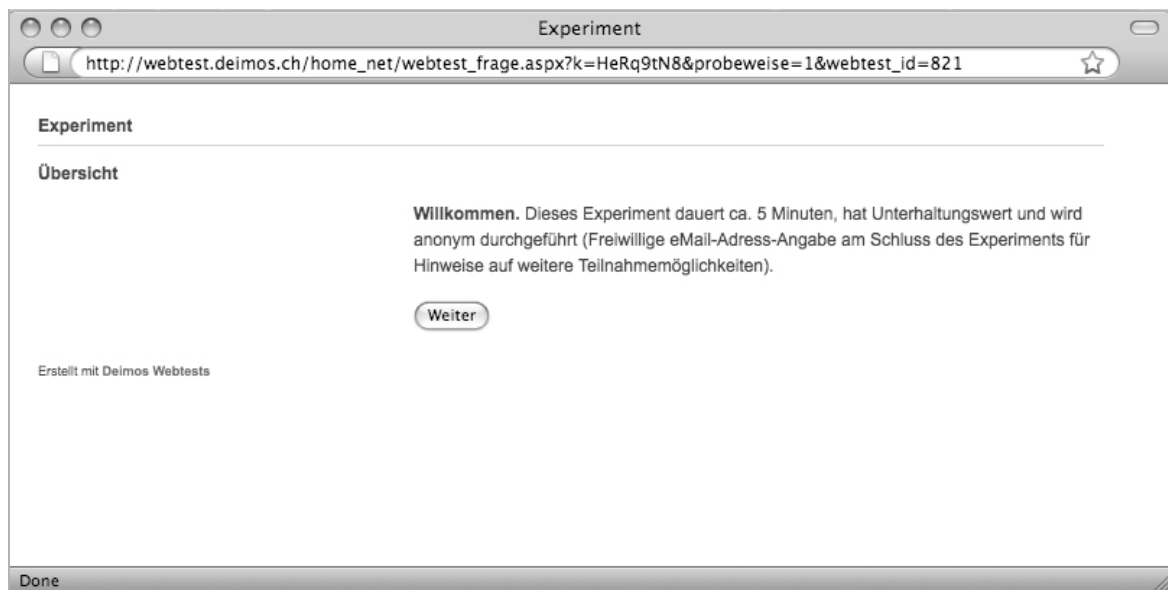 Experiment
http://webtest.deimos.ch/home_net/webtest_frage.aspx?k=HeRq9tN8&probeweise=1&webtest_id=821
Experiment
Übersicht
Willkommen. Dieses Experiment dauert ca. 5 Minuten, hat Unterhaltungswert und wird
anonym durchgeführt (Freiwillige eMail-Adress-Angabe am Schluss des Experiments für
Hinweise auf weitere Teilnahmemöglichkeiten).
Weiter
Erstellt mit Deimos Webtests
Done